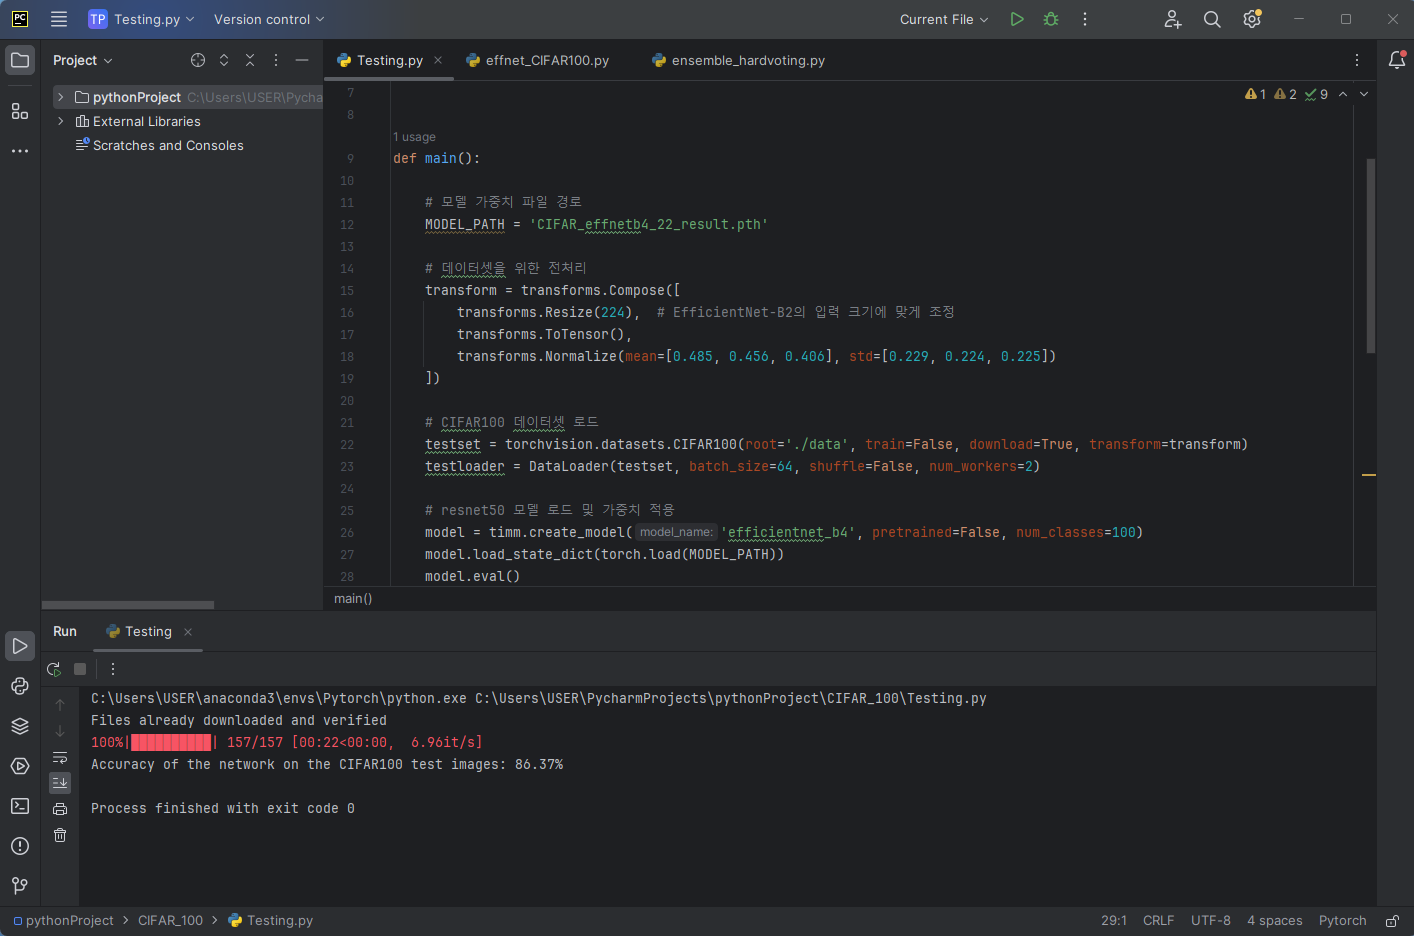 PC TP Testing.py Version control Current File
Project
pythonProject C:\Users\USER\Pycha
External Libraries
Scratches and Consoles
Testing.py effnet_CIFAR100.py ensemble_hardvoting.py
1 2 9
7
8
1 usage
9 def main():
10
11 # 모델 가중치 파일 경로
12 MODEL_PATH = 'CIFAR_effnetb4_22_result.pth'
13
14 # 데이터셋을 위한 전처리
15 transform = transforms.Compose([
16 transforms.Resize(224), # EfficientNet-B2의 입력 크기에 맞게 조정
17 transforms.ToTensor(),
18 transforms.Normalize(mean=[0.485, 0.456, 0.406], std=[0.229, 0.224, 0.225])
19 ])
20
21 # CIFAR100 데이터셋 로드
22 testset = torchvision.datasets.CIFAR100(root='./data', train=False, download=True, transform=transform)
23 testloader = DataLoader(testset, batch_size=64, shuffle=False, num_workers=2)
24
25 # resnet50 모델 로드 및 가중치 적용
26 model = timm.create_model( model_name: 'efficientnet_b4', pretrained=False, num_classes=100)
27 model.load_state_dict(torch.load(MODEL_PATH))
28 model.eval()
main()
Run Testing
C:\Users\USER\anaconda3\envs\Pytorch\python.exe C:\Users\USER\PycharmProjects\pythonProject\CIFAR_100\Testing.py
Files already downloaded and verified
100%|██████████| 157/157 [00:22<00:00,  6.96it/s]
Accuracy of the network on the CIFAR100 test images: 86.37%
Process finished with exit code 0
pythonProject > CIFAR_100 > Testing.py 29:1 CRLF UTF-8 4 spaces Pytorch